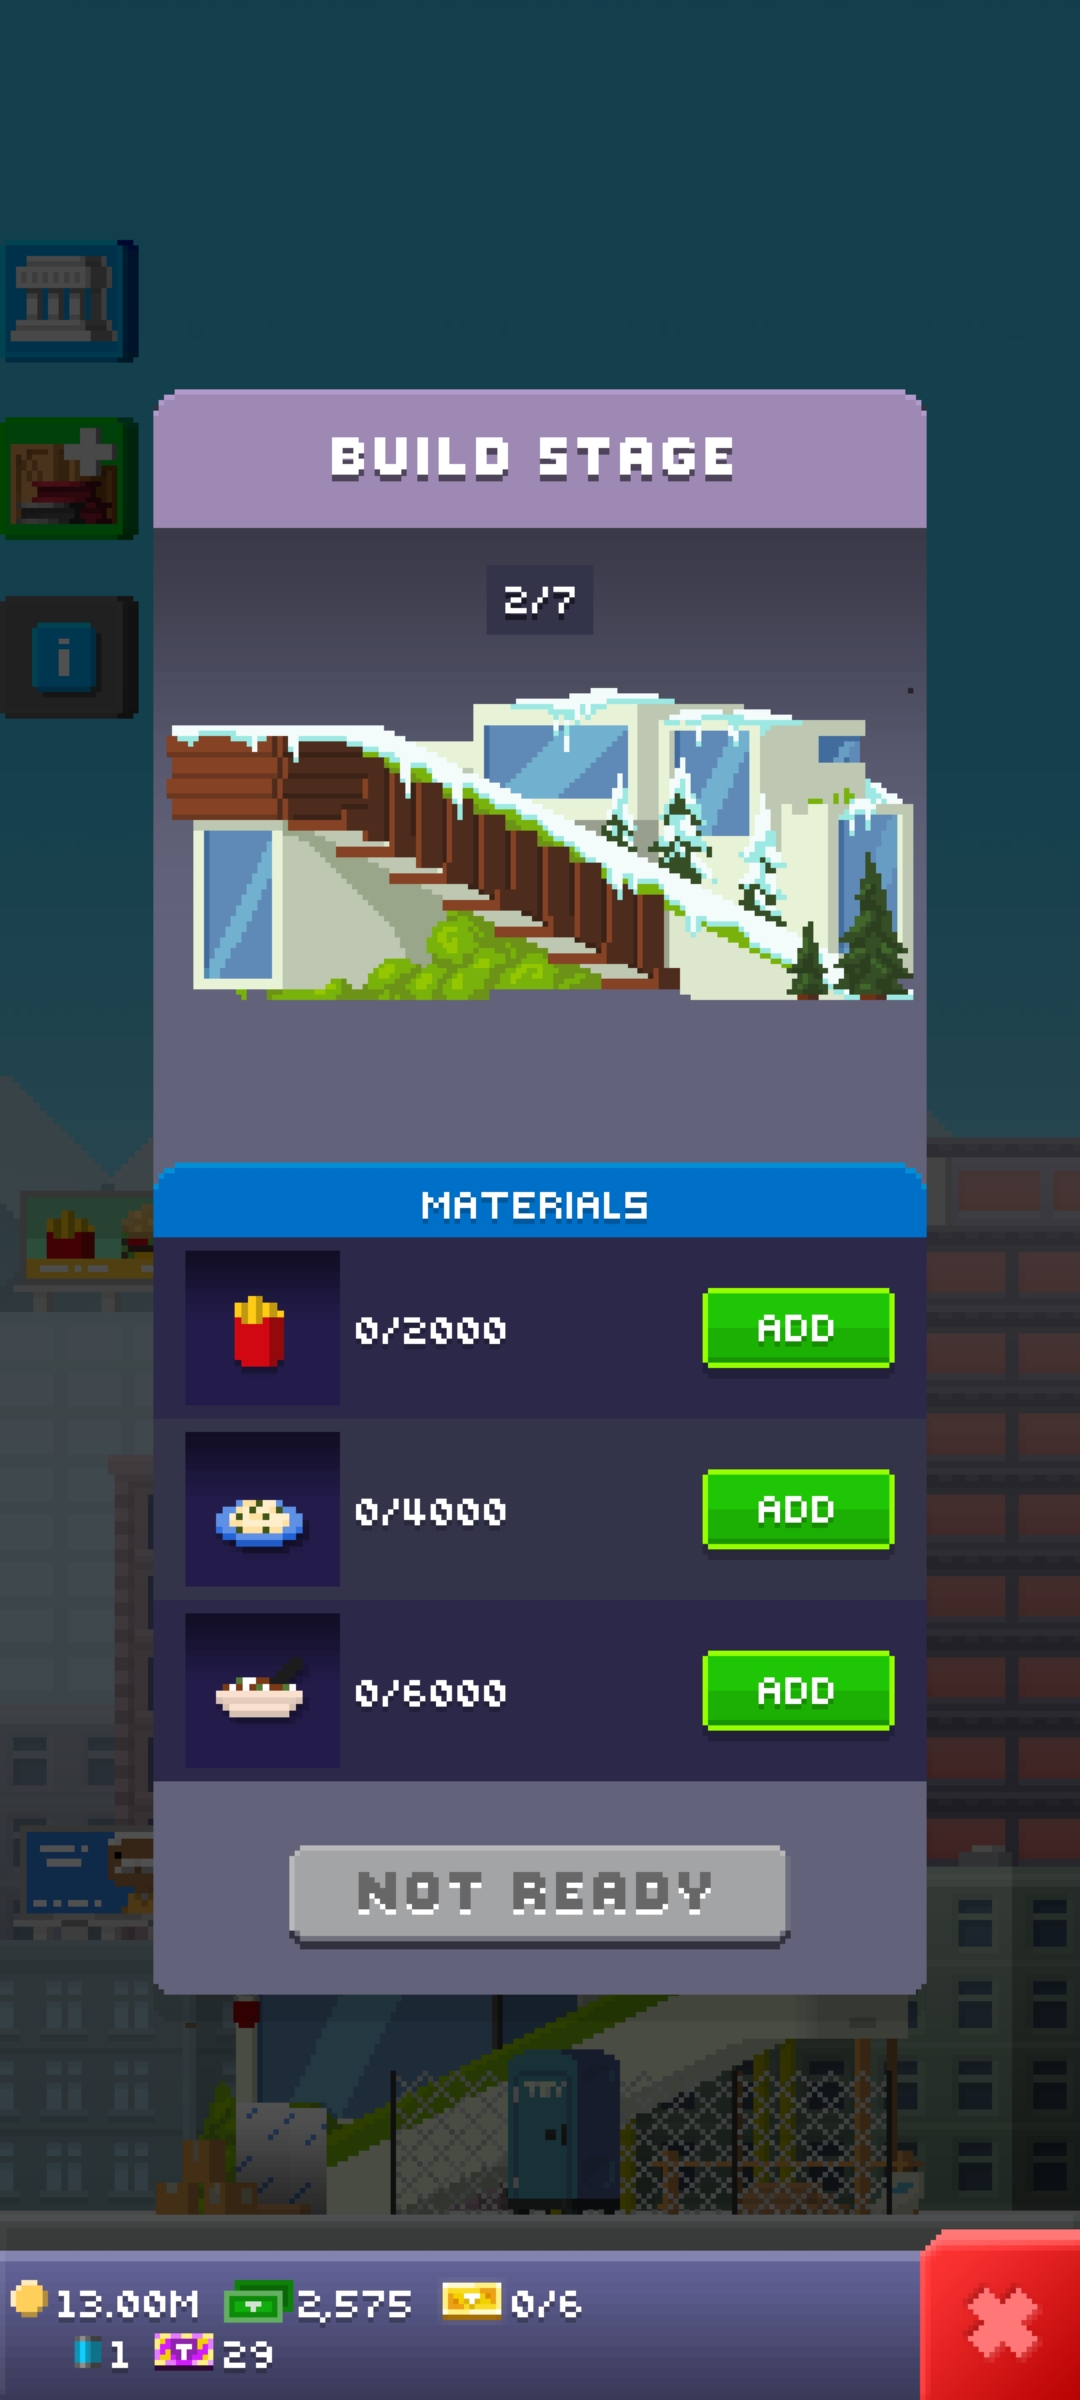 BUILD STAGE
2/7
MATERIALS
0/2000
ADD
0/4000
ADD
0/6000
ADD
NOT READY
13.00M 2,575 0/6
1 29